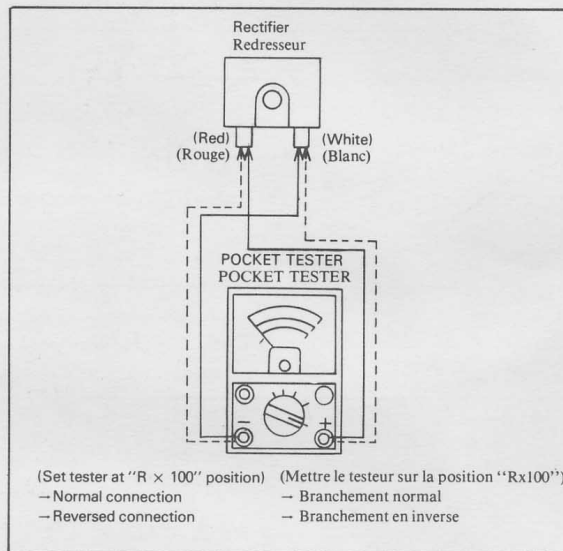 Rectifier
Redresseur
(Red)
(Rouge)
(White)
(Blanc)
POCKET TESTER
POCKET TESTER
− +
(Set tester at "R × 100" position)
→ Normal connection
→ Reversed connection
(Mettre le testeur sur la position "Rx100")
→ Branchement normal
→ Branchement en inverse